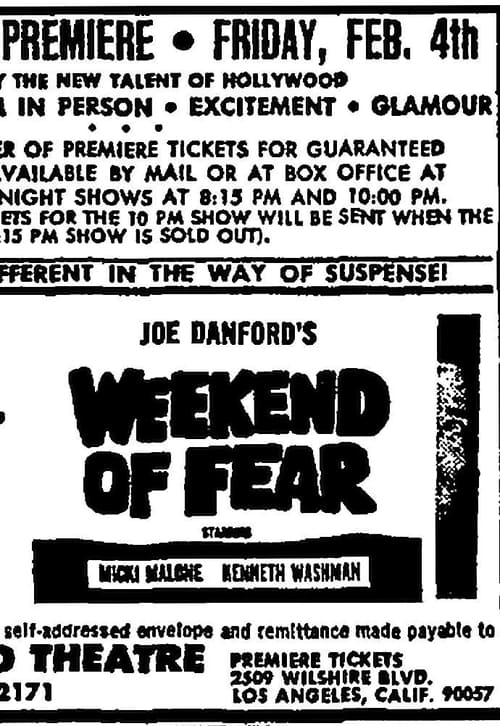 PREMIERE • FRIDAY, FEB. 4th
THE NEW TALENT OF HOLLYWOOD
IN PERSON • EXCITEMENT • GLAMOUR
• • •
OF PREMIERE TICKETS FOR GUARANTEED
VAILABLE BY MAIL OR AT BOX OFFICE AT
NIGHT SHOWS AT 8:15 PM AND 10:00 PM.
ETS FOR THE 10 PM SHOW WILL BE SENT WHEN THE
:15 PM SHOW IS SOLD OUT).
FFERENT IN THE WAY OF SUSPENSE!
JOE DANFORD'S
WEEKEND
OF FEAR
STARRING
MICKI MALONE KENNETH WASHMAN
self-addressed envelope and remittance made payable to
THEATRE
PREMIERE TICKETS
2509 WILSHIRE BLVD.
2171
LOS ANGELES, CALIF. 90057